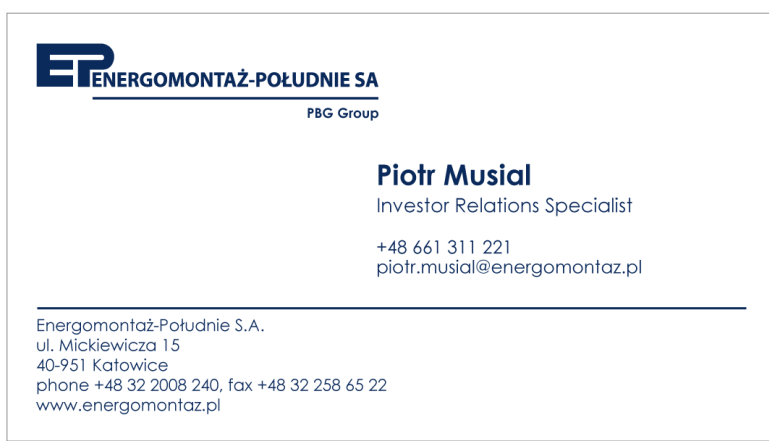 EP ENERGOMONTAŻ-POŁUDNIE SA
PBG Group
Piotr Musial
Investor Relations Specialist
+48 661 311 221
piotr.musial@energomontaz.pl
Energomontaż-Południe S.A.
ul. Mickiewicza 15
40-951 Katowice
phone +48 32 2008 240, fax +48 32 258 65 22
www.energomontaz.pl